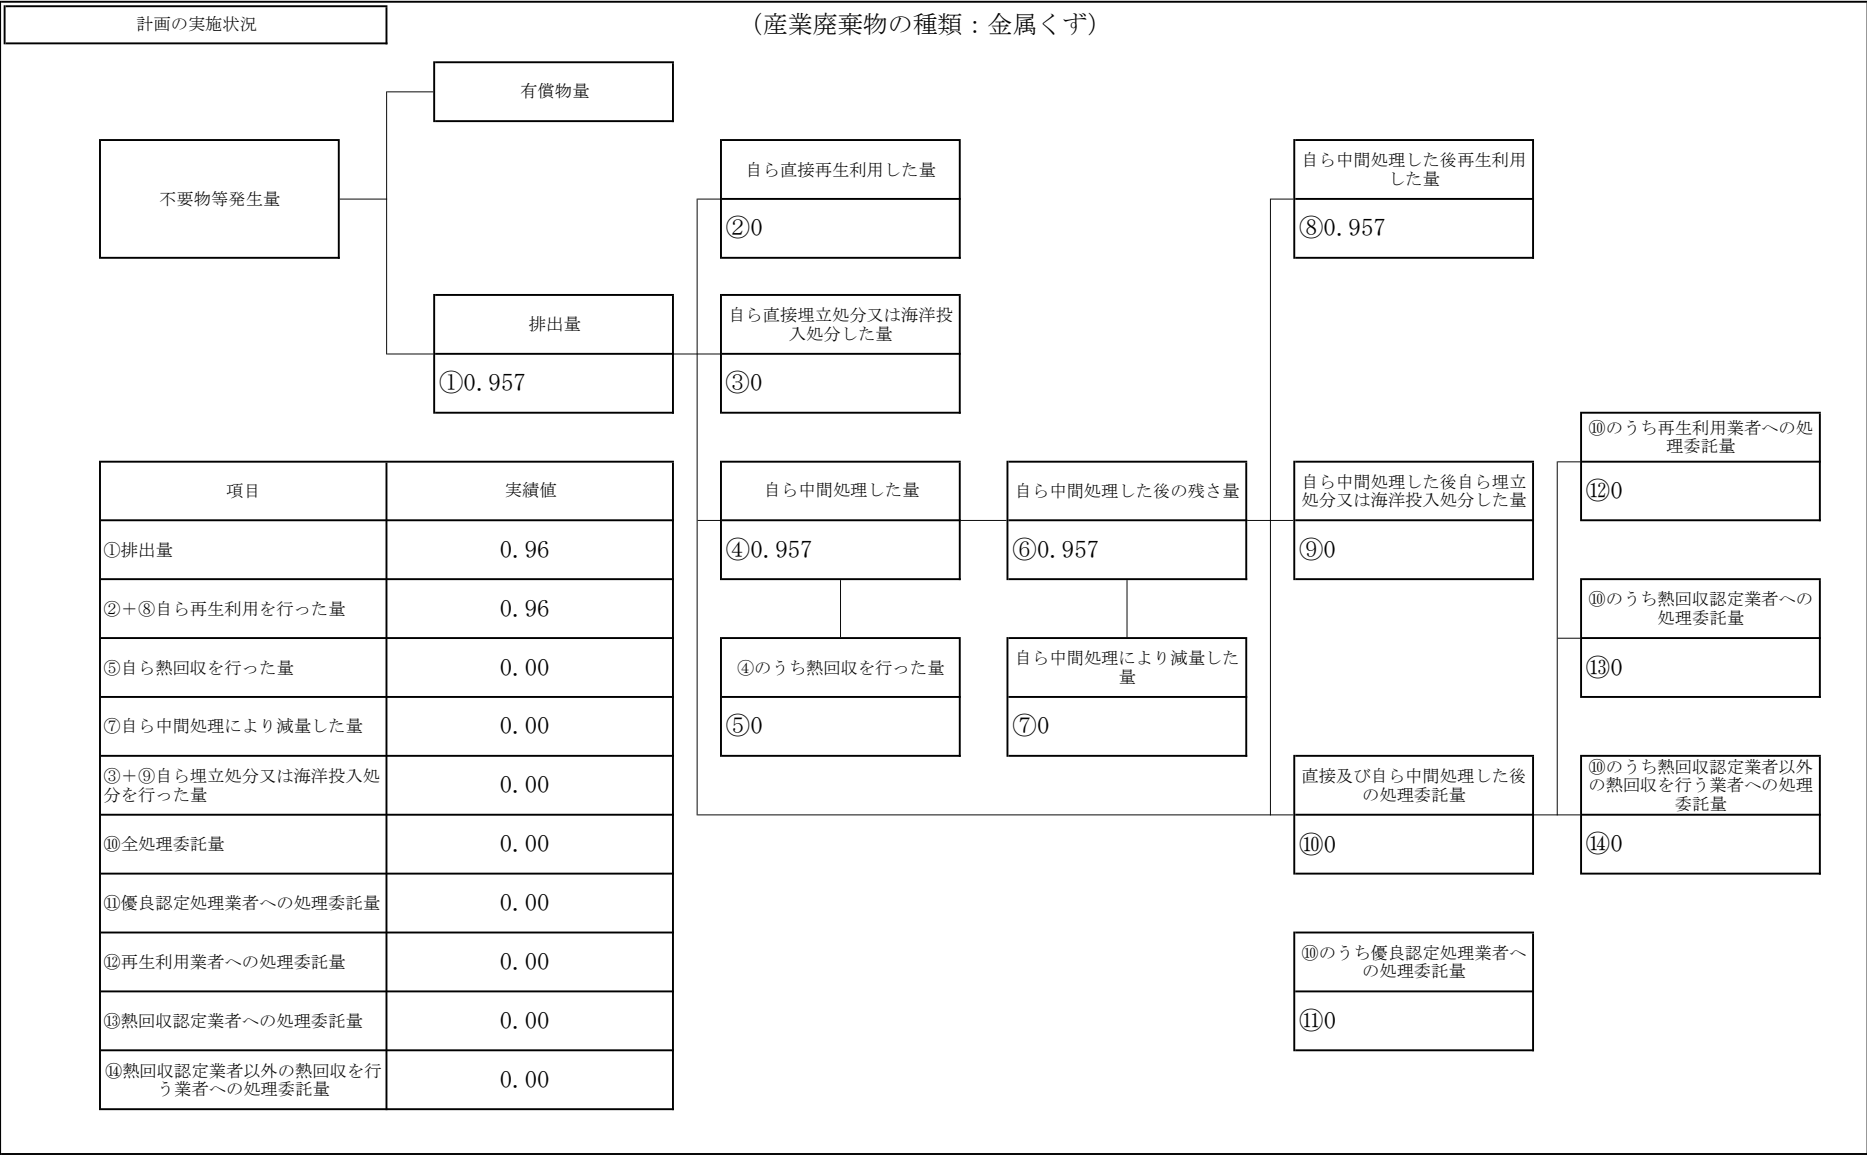 計画の実施状況
（産業廃棄物の種類：金属くず）
有償物量
不要物等発生量
排出量
①0.957
自ら直接再生利用した量
②0
自ら直接埋立処分又は海洋投
入処分した量
③0
自ら中間処理した後再生利用
した量
⑧0.957
項目 実績値
①排出量 0.96
②＋⑧自ら再生利用を行った量 0.96
⑤自ら熱回収を行った量 0.00
⑦自ら中間処理により減量した量 0.00
③＋⑨自ら埋立処分又は海洋投入処
分を行った量 0.00
⑩全処理委託量 0.00
⑪優良認定処理業者への処理委託量 0.00
⑫再生利用業者への処理委託量 0.00
⑬熱回収認定業者への処理委託量 0.00
⑭熱回収認定業者以外の熱回収を行
う業者への処理委託量 0.00
自ら中間処理した量
④0.957
④のうち熱回収を行った量
⑤0
自ら中間処理した後の残さ量
⑥0.957
自ら中間処理により減量した
量
⑦0
自ら中間処理した後自ら埋立
処分又は海洋投入処分した量
⑨0
直接及び自ら中間処理した後
の処理委託量
⑩0
⑩のうち優良認定処理業者へ
の処理委託量
⑪0
⑩のうち再生利用業者への処
理委託量
⑫0
⑩のうち熱回収認定業者への
処理委託量
⑬0
⑩のうち熱回収認定業者以外
の熱回収を行う業者への処理
委託量
⑭0